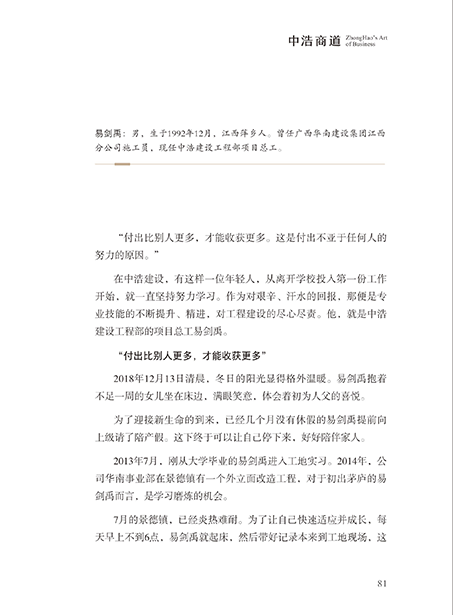 中浩商道 ZhongHao's Art
of Business
易剑禹：男，生于1992年12月，江西萍乡人。曾任广西华南建设集团江西
分公司施工员，现任中浩建设工程部项目总工。
“付出比别人更多，才能收获更多。这是付出不亚于任何人的
努力的原因。”
在中浩建设，有这样一位年轻人，从离开学校投入第一份工作
开始，就一直坚持努力学习。作为对艰辛、汗水的回报，那便是专
业技能的不断提升、精进，对工程建设的尽心尽责。他，就是中浩
建设工程部的项目总工易剑禹。
“付出比别人更多，才能收获更多”
2018年12月13日清晨，冬日的阳光显得格外温暖。易剑禹抱着
不足一周的女儿坐在床边，满眼笑意，体会着初为人父的喜悦。
为了迎接新生命的到来，已经几个月没有休假的易剑禹提前向
上级请了陪产假。这下终于可以让自己停下来，好好陪伴家人。
2013年7月，刚从大学毕业的易剑禹进入工地实习。2014年，公
司华南事业部在景德镇有一个外立面改造工程，对于初出茅庐的易
剑禹而言，是学习磨炼的机会。
7月的景德镇，已经炎热难耐。为了让自己快速适应并成长，每
天早上不到6点，易剑禹就起床，然后带好记录本来到工地现场，这
81